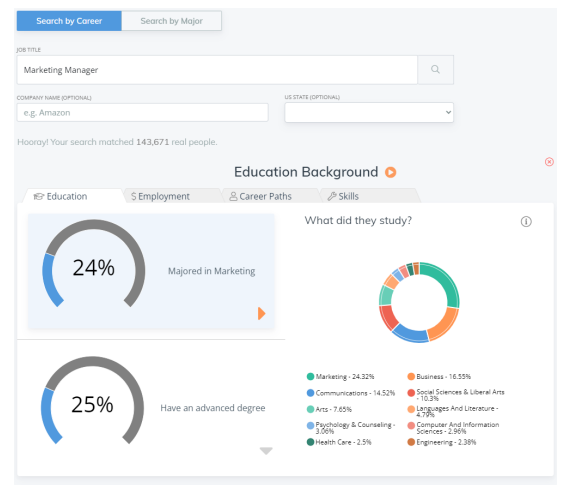 Search by Career
Search by Major
JOB TITLE
Marketing Manager
COMPANY NAME (OPTIONAL)
US STATE (OPTIONAL)
e.g. Amazon
Hooray! Your search matched 143,671 real people.
Education Background
Education
$ Employment
Career Paths
Skills
24%
Majored in Marketing
25%
Have an advanced degree
What did they study?
Marketing - 24.32%
Business - 16.55%
Communications - 14.52%
Social Sciences & Liberal Arts
- 10.3%
Arts - 7.65%
Languages And Literature -
4.79%
Psychology & Counseling -
3.06%
Computer And Information
Sciences - 2.96%
Health Care - 2.5%
Engineering - 2.38%